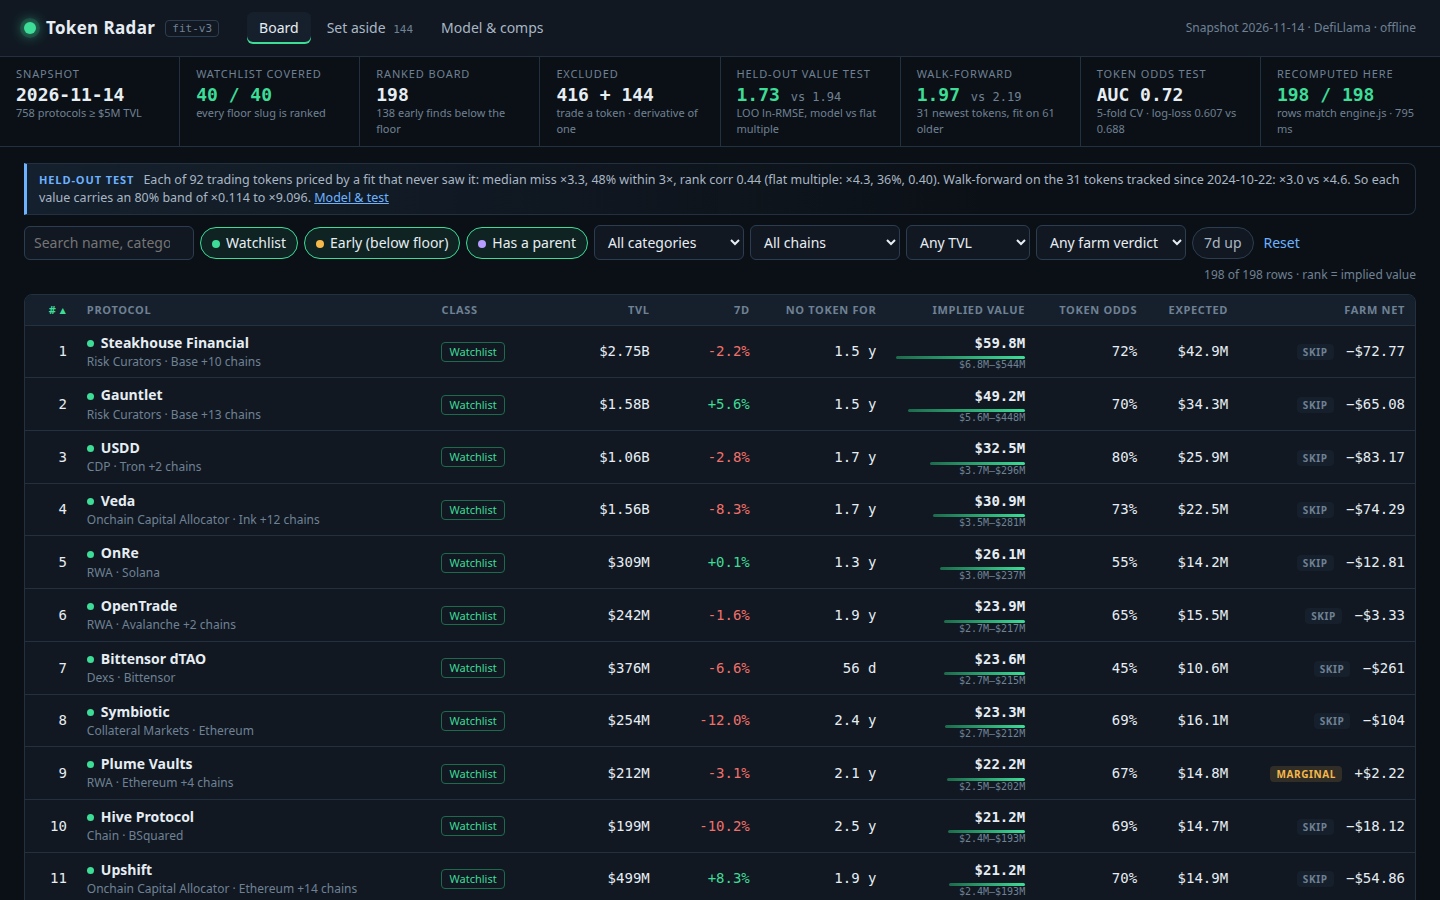 Token Radar fit-v3 Board Set aside 144 Model & comps Snapshot 2026-11-14 · DefiLlama · offline
SNAPSHOT
2026-11-14
758 protocols ≥ $5M TVL
WATCHLIST COVERED
40 / 40
every floor slug is ranked
RANKED BOARD
198
138 early finds below the
floor
EXCLUDED
416 + 144
trade a token · derivative of
one
HELD-OUT VALUE TEST
1.73 vs 1.94
LOO ln-RMSE, model vs flat
multiple
WALK-FORWARD
1.97 vs 2.19
31 newest tokens, fit on 61
older
TOKEN ODDS TEST
AUC 0.72
5-fold CV · log-loss 0.607 vs
0.688
RECOMPUTED HERE
198 / 198
rows match engine.js · 795
ms
HELD-OUT TEST Each of 92 trading tokens priced by a fit that never saw it: median miss ×3.3, 48% within 3×, rank corr 0.44 (flat multiple: ×4.3, 36%, 0.40). Walk-forward on the 31 tokens tracked since 2024-10-22: ×3.0 vs ×4.6. So each
value carries an 80% band of ×0.114 to ×9.096. Model & test
Search name, catego Watchlist Early (below floor) Has a parent All categories All chains Any TVL Any farm verdict 7d up Reset
198 of 198 rows · rank = implied value
# ▲ PROTOCOL CLASS TVL 7D NO TOKEN FOR IMPLIED VALUE TOKEN ODDS EXPECTED FARM NET
1 Steakhouse Financial Watchlist $2.75B -2.2% 1.5 y $59.8M 72% $42.9M SKIP −$72.77
Risk Curators · Base +10 chains $6.8M–$544M
2 Gauntlet Watchlist $1.58B +5.6% 1.5 y $49.2M 70% $34.3M SKIP −$65.08
Risk Curators · Base +13 chains $5.6M–$448M
3 USDD Watchlist $1.06B -2.8% 1.7 y $32.5M 80% $25.9M SKIP −$83.17
CDP · Tron +2 chains $3.7M–$296M
4 Veda Watchlist $1.56B -8.3% 1.7 y $30.9M 73% $22.5M SKIP −$74.29
Onchain Capital Allocator · Ink +12 chains $3.5M–$281M
5 OnRe Watchlist $309M +0.1% 1.3 y $26.1M 55% $14.2M SKIP −$12.81
RWA · Solana $3.0M–$237M
6 OpenTrade Watchlist $242M -1.6% 1.9 y $23.9M 65% $15.5M SKIP −$3.33
RWA · Avalanche +2 chains $2.7M–$217M
7 Bittensor dTAO Watchlist $376M -6.6% 56 d $23.6M 45% $10.6M SKIP −$261
Dexs · Bittensor $2.7M–$215M
8 Symbiotic Watchlist $254M -12.0% 2.4 y $23.3M 69% $16.1M SKIP −$104
Collateral Markets · Ethereum $2.7M–$212M
9 Plume Vaults Watchlist $212M -3.1% 2.1 y $22.2M 67% $14.8M MARGINAL +$2.22
RWA · Ethereum +4 chains $2.5M–$202M
10 Hive Protocol Watchlist $199M -10.2% 2.5 y $21.2M 69% $14.7M SKIP −$18.12
Chain · BSquared $2.4M–$193M
11 Upshift Watchlist $499M +8.3% 1.9 y $21.2M 70% $14.9M SKIP −$54.86
Onchain Capital Allocator · Ethereum +14 chains $2.4M–$193M